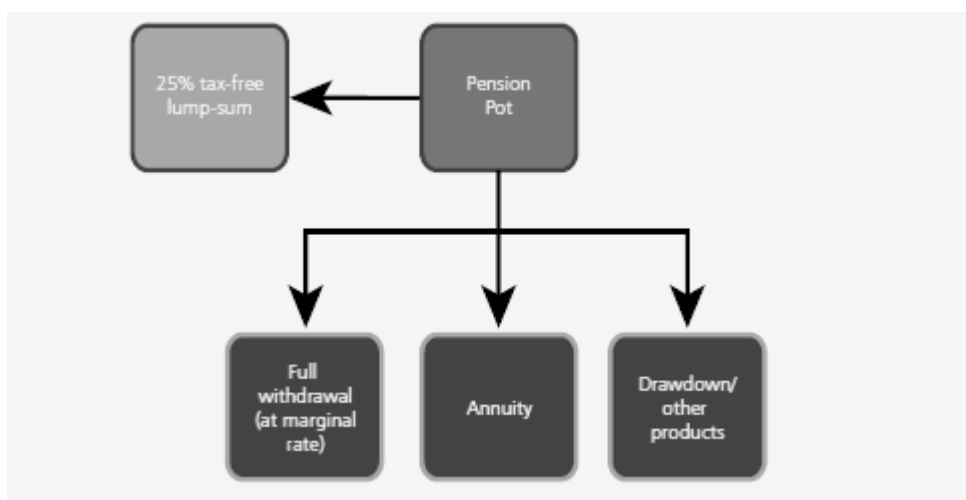 25% tax-free
lump-sum
Pension
Pot
Full
withdrawal
(at marginal
rate)
Annuity
Drawdown/
other
products